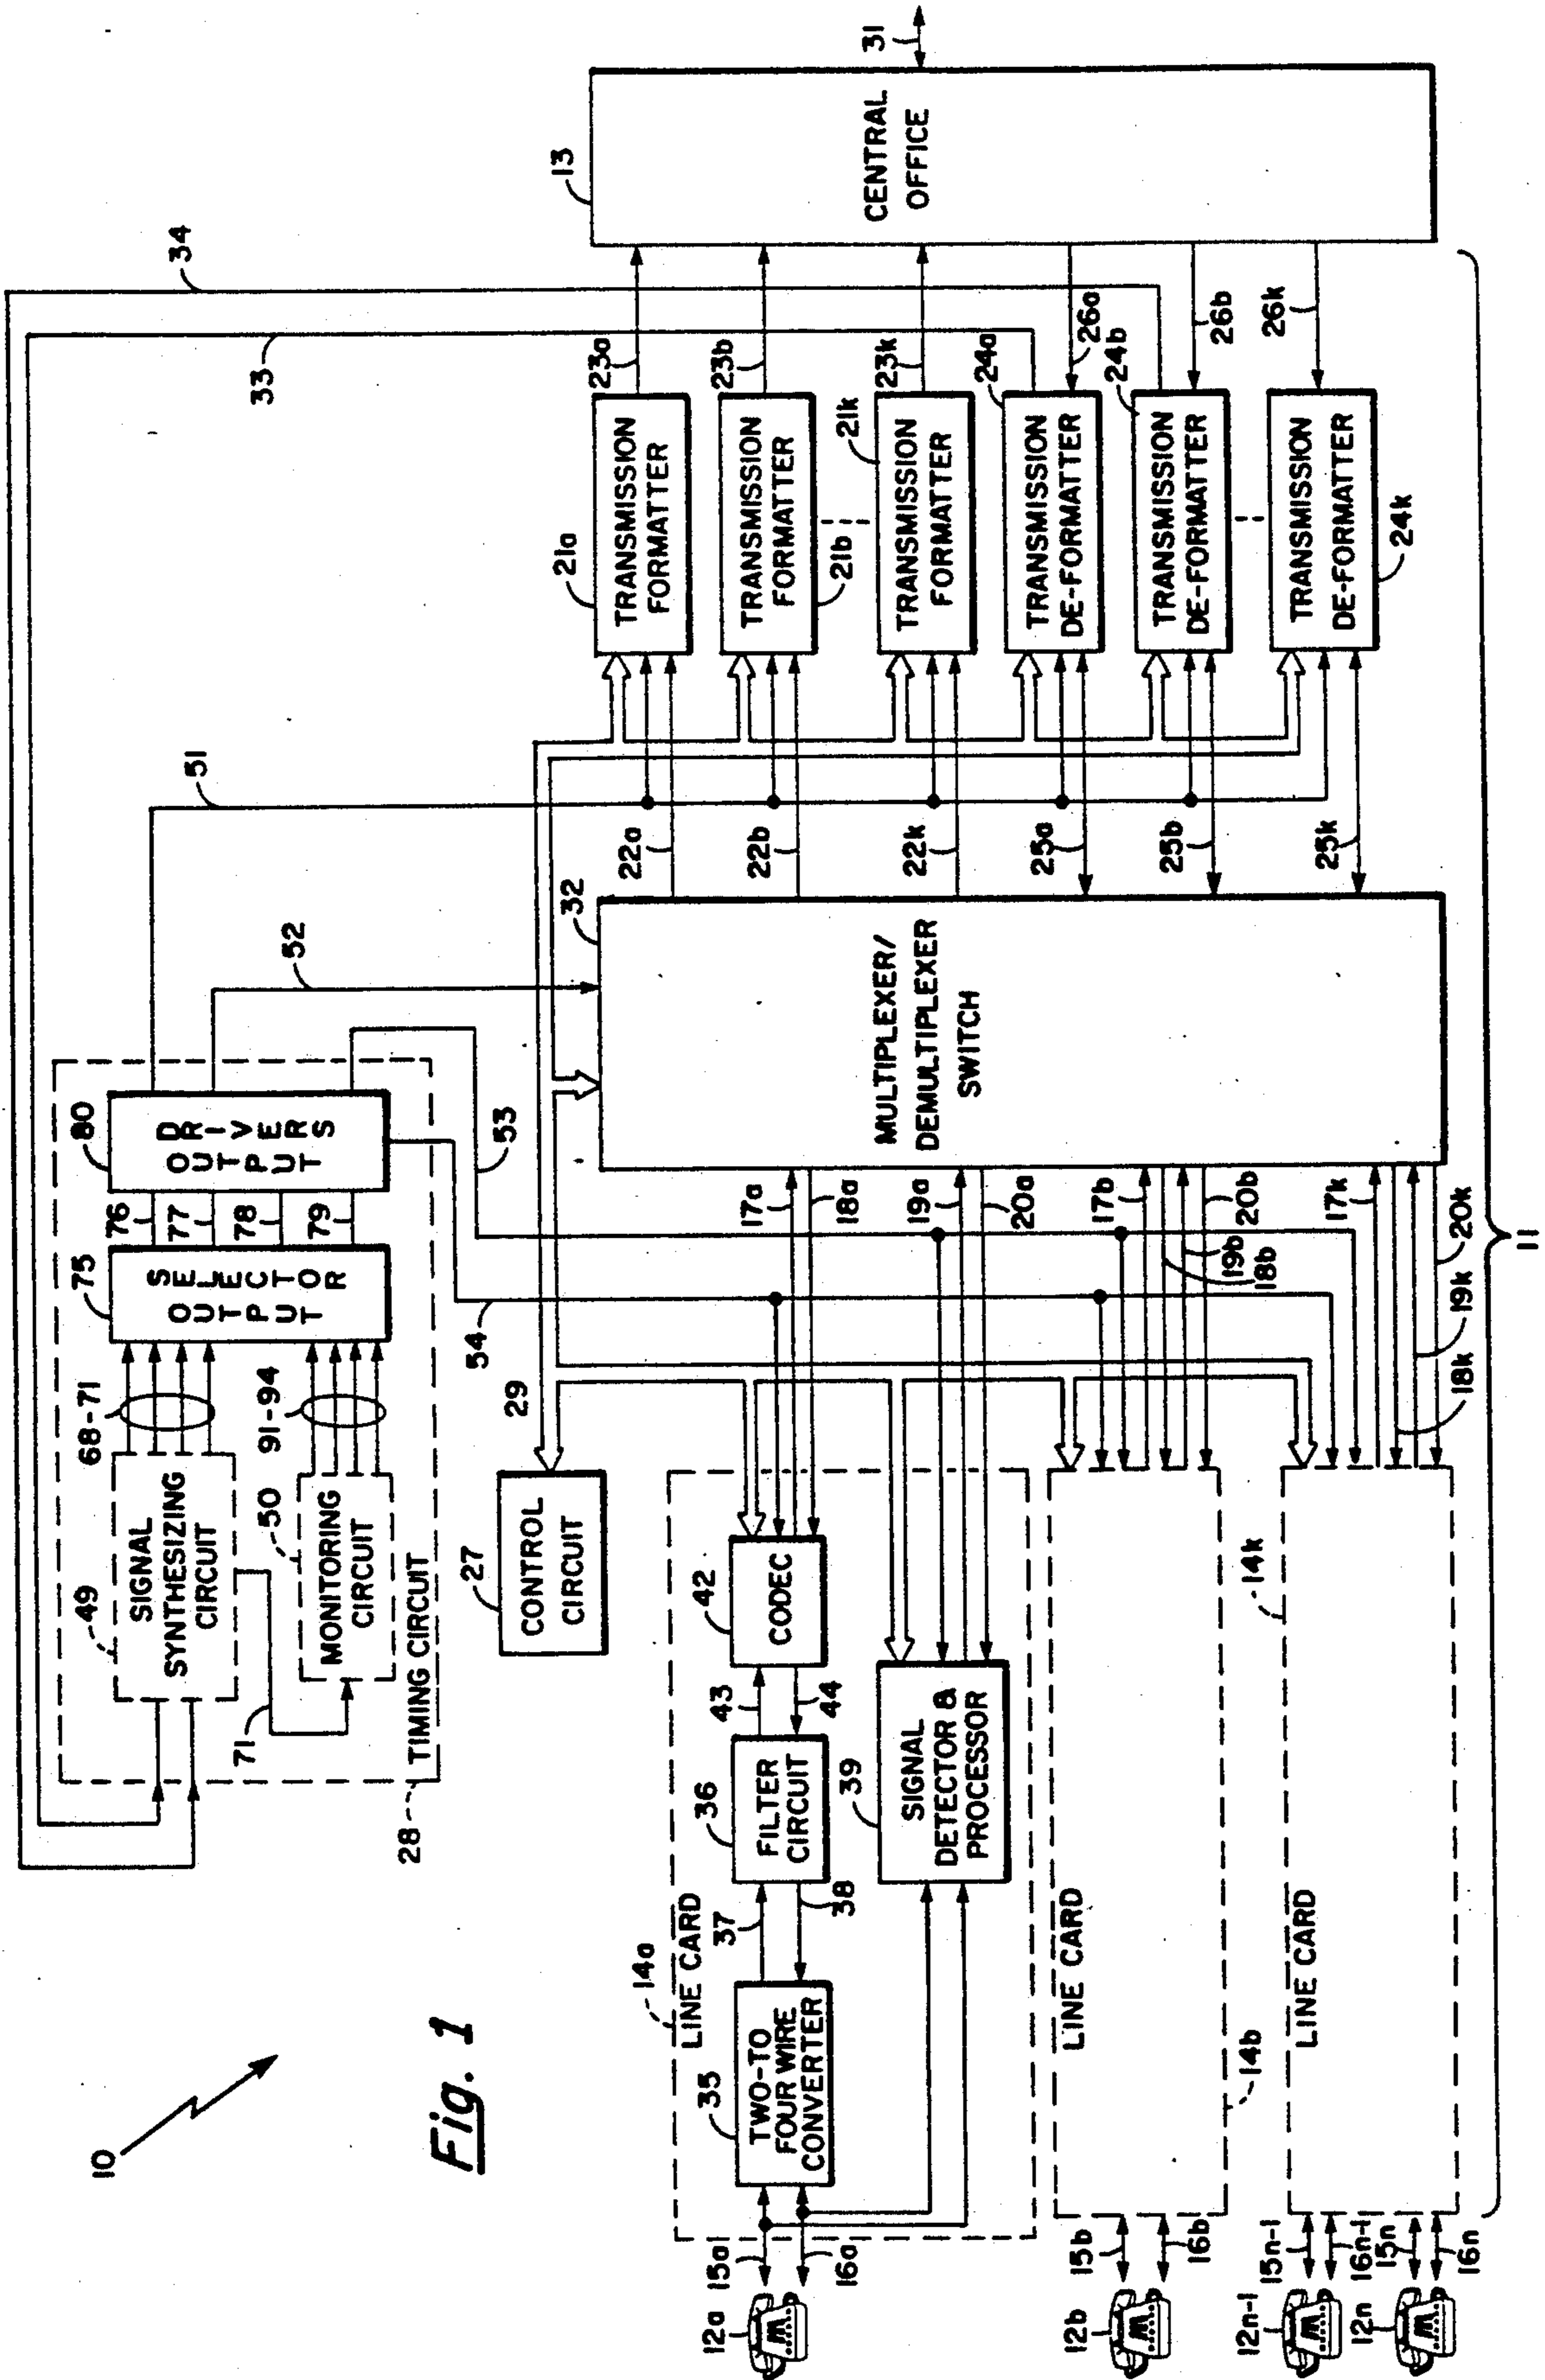 10
Fig. 1
34
33
28
TIMING CIRCUIT
49
SIGNAL
SYNTHESIZING
CIRCUIT
71
50
MONITORING
CIRCUIT
68-71
91-94
75
OUTPUT
SELECTOR
76
77
78
79
80
OUTPUT
DRIVERS
51
52
53
54
29
27
CONTROL
CIRCUIT
14a
LINE CARD
12a
15a
16a
35
TWO-TO
FOUR WIRE
CONVERTER
37
38
36
FILTER
CIRCUIT
43
44
42
CODEC
39
SIGNAL
DETECTOR &
PROCESSOR
17a
18a
19a
20a
LINE CARD
14b
12b
15b
16b
17b
18b
19b
20b
LINE CARD
14k
12n-1
15n-1
16n-1
12n
15n
16n
17k
18k
19k
20k
32
MULTIPLEXER/
DEMULTIPLEXER
SWITCH
22a
22b
22k
25a
25b
25k
21a
TRANSMISSION
FORMATTER
23a
TRANSMISSION
FORMATTER
21b
23b
21k
TRANSMISSION
FORMATTER
23k
24a
TRANSMISSION
DE-FORMATTER
26a
24b
TRANSMISSION
DE-FORMATTER
26b
TRANSMISSION
DE-FORMATTER
24k
26k
13
CENTRAL
OFFICE
31
11